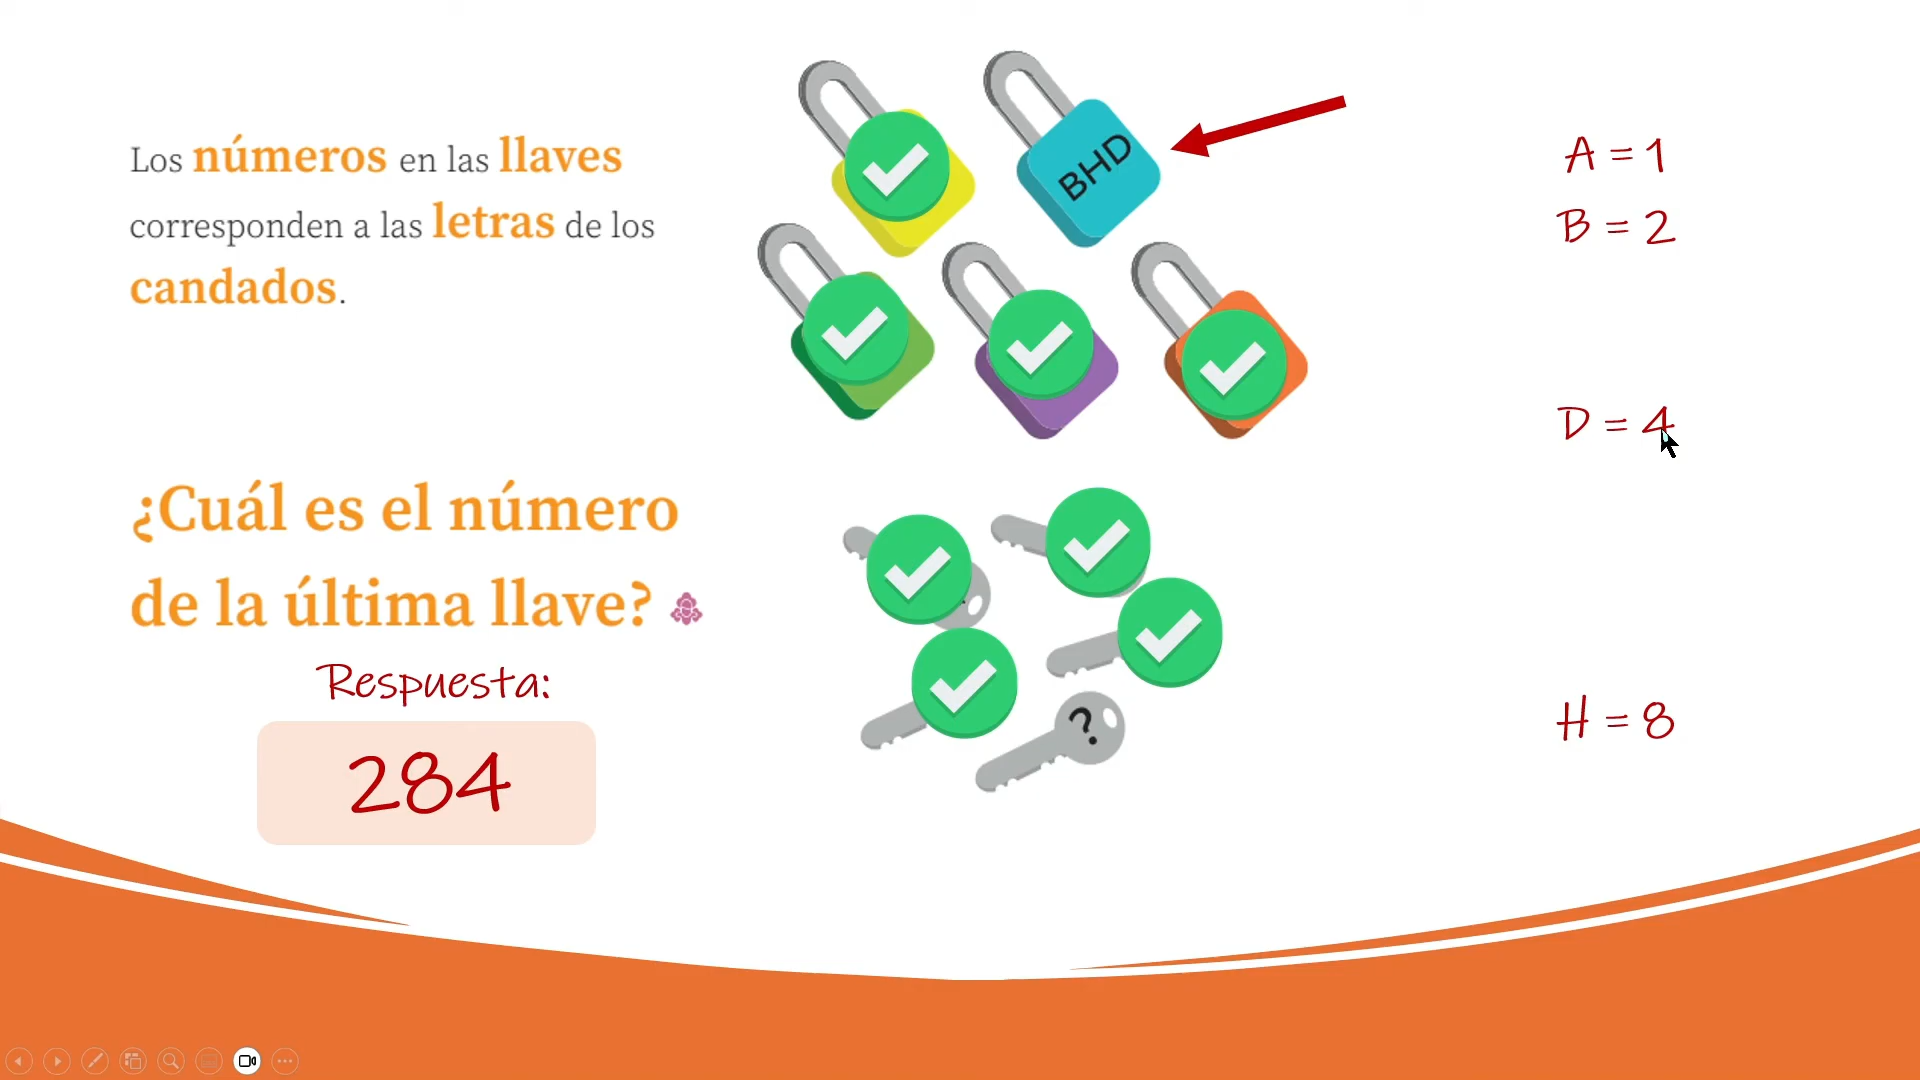 Los números en las llaves
corresponden a las letras de los
candados.
BHD
A = 1
B = 2
D = 4
H = 8
¿Cuál es el número
de la última llave?
Respuesta:
284
?